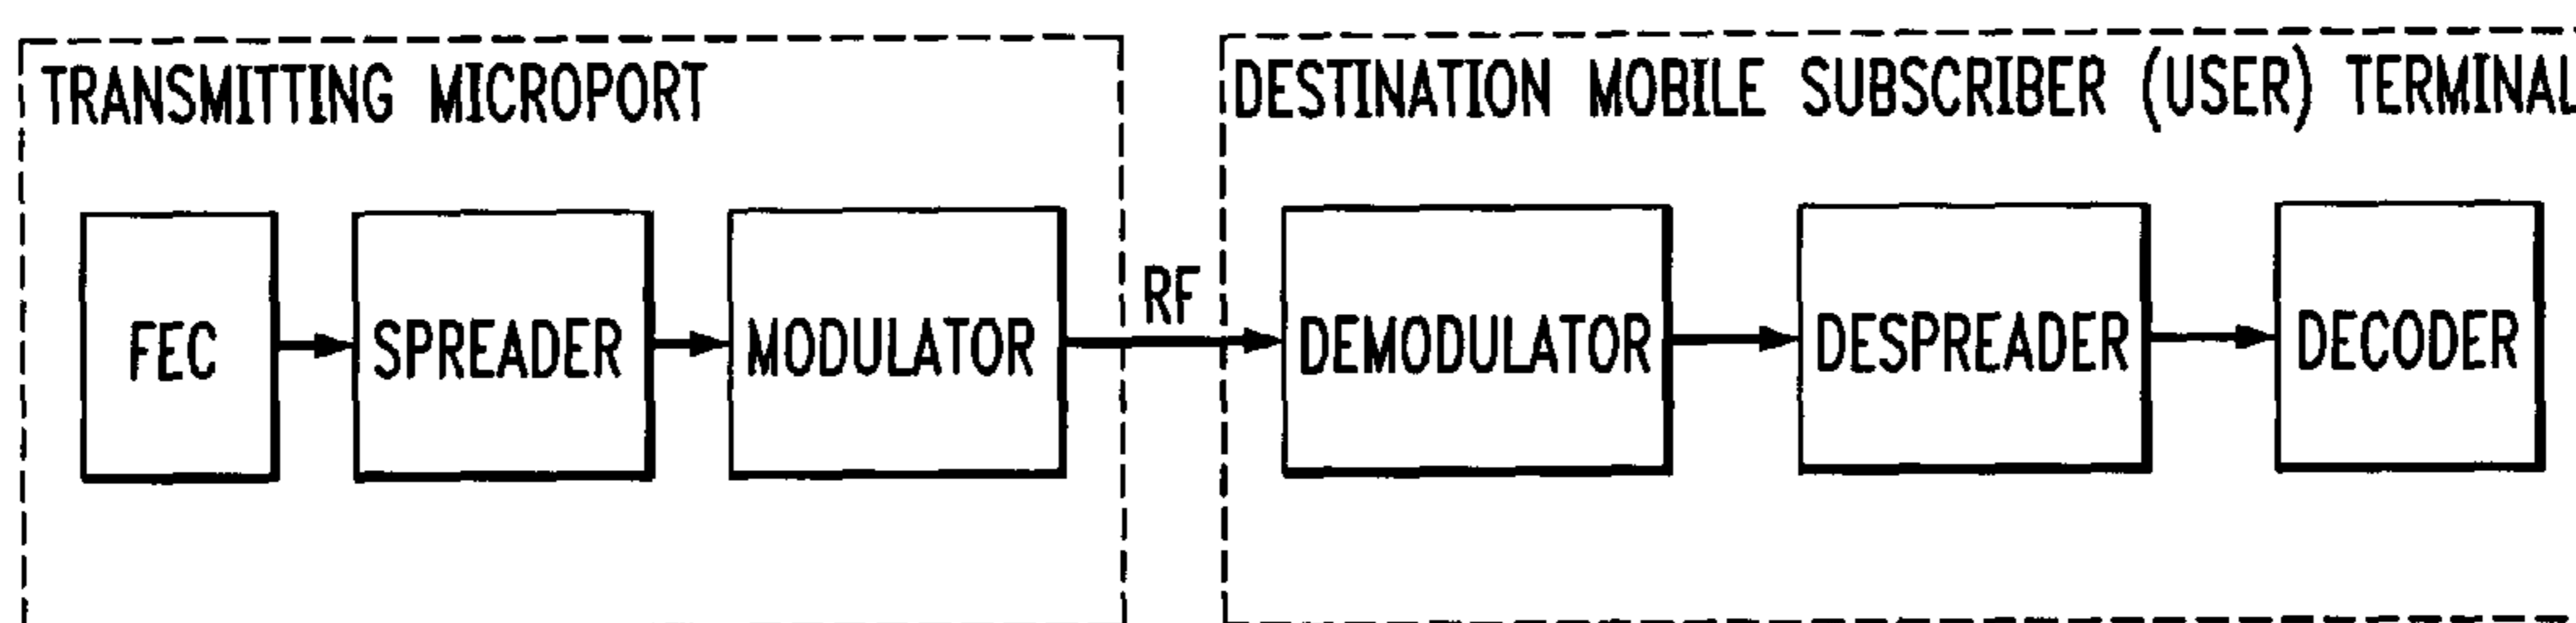 TRANSMITTING MICROPORT
DESTINATION MOBILE SUBSCRIBER (USER) TERMINAL
FEC
SPREADER
MODULATOR
RF
DEMODULATOR
DESPREADER
DECODER